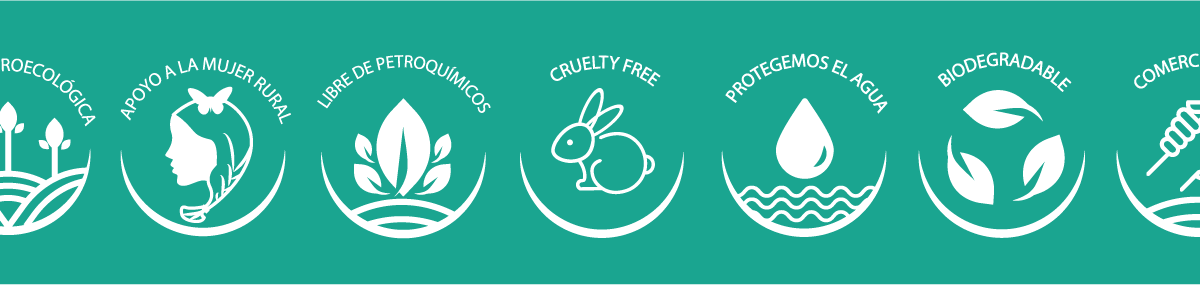 ROECOLÓGICA
APOYO A LA MUJER RURAL
LIBRE DE PETROQUÍMICOS
CRUELTY FREE
PROTEGEMOS EL AGUA
BIODEGRADABLE
COMERC